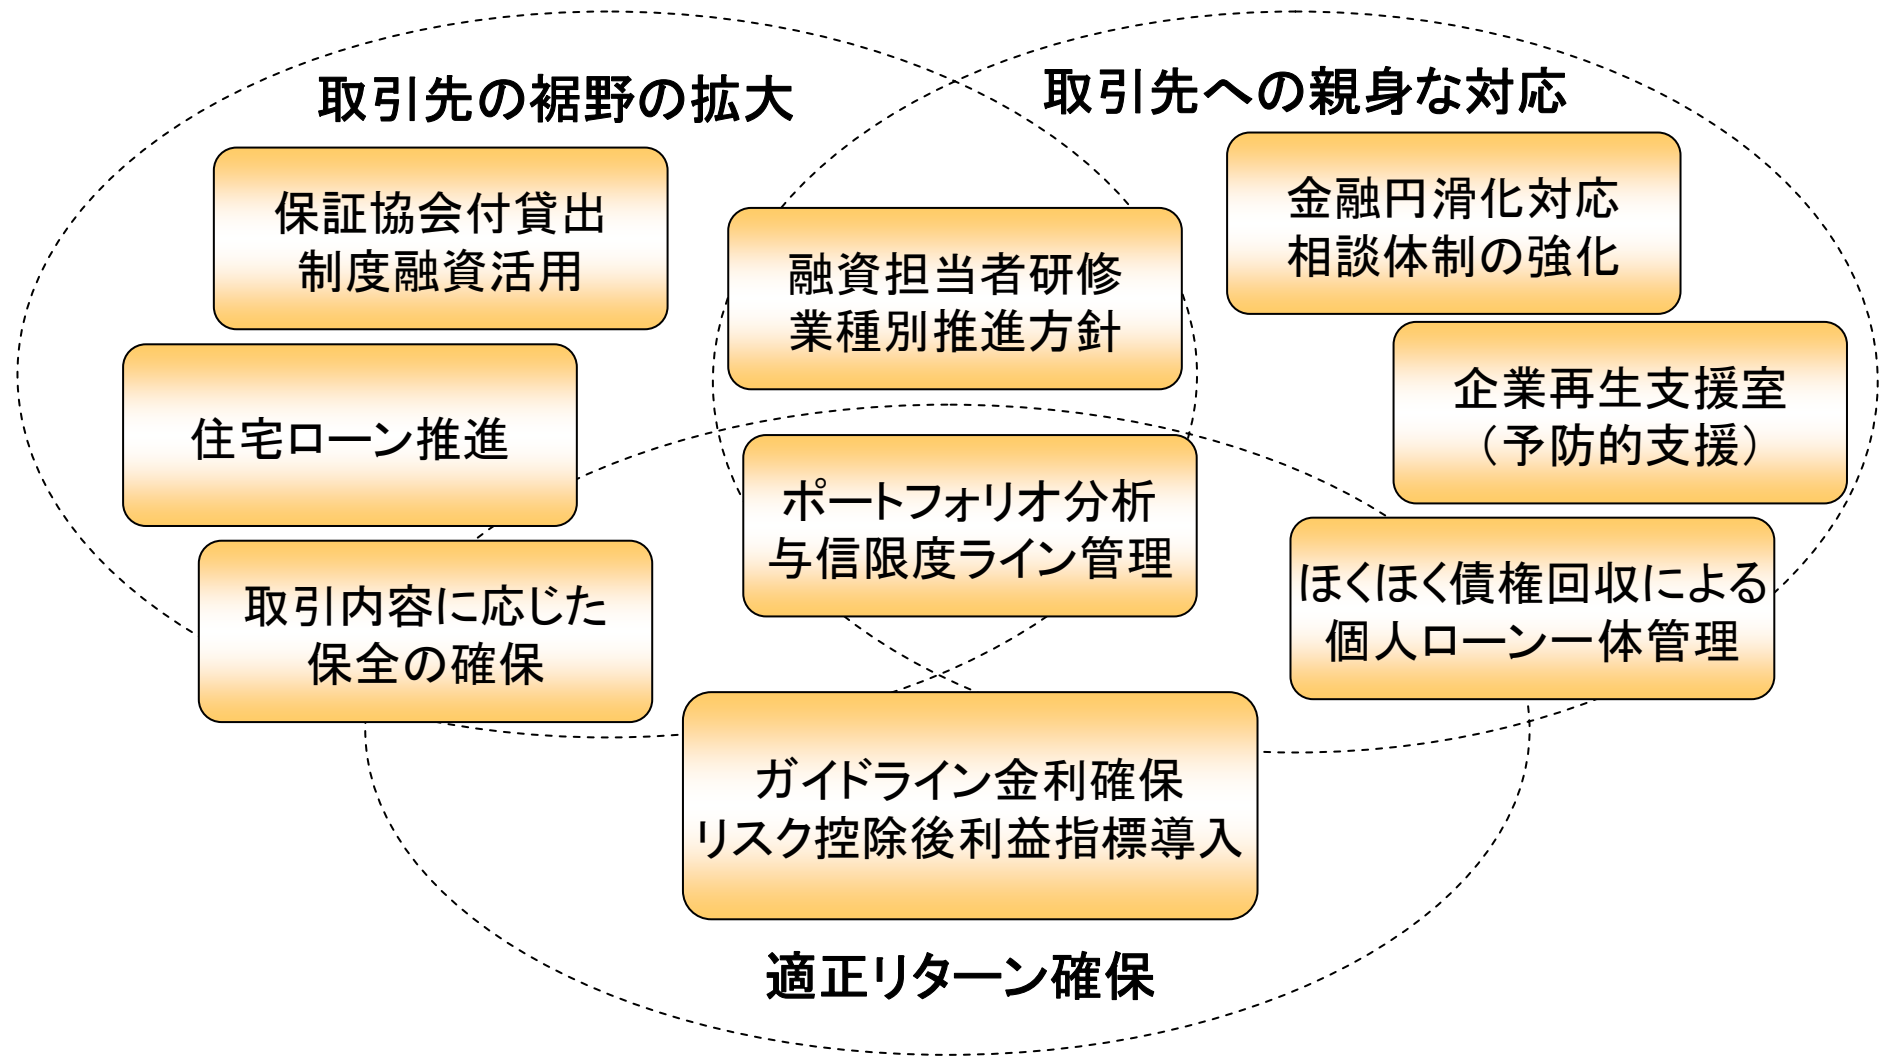 取引先の裾野の拡大
取引先への親身な対応
保証協会付貸出
制度融資活用
金融円滑化対応
相談体制の強化
融資担当者研修
業種別推進方針
住宅ローン推進
企業再生支援室
（予防的支援）
ポートフォリオ分析
与信限度ライン管理
取引内容に応じた
保全の確保
ほくほく債権回収による
個人ローン一体管理
ガイドライン金利確保
リスク控除後利益指標導入
適正リターン確保